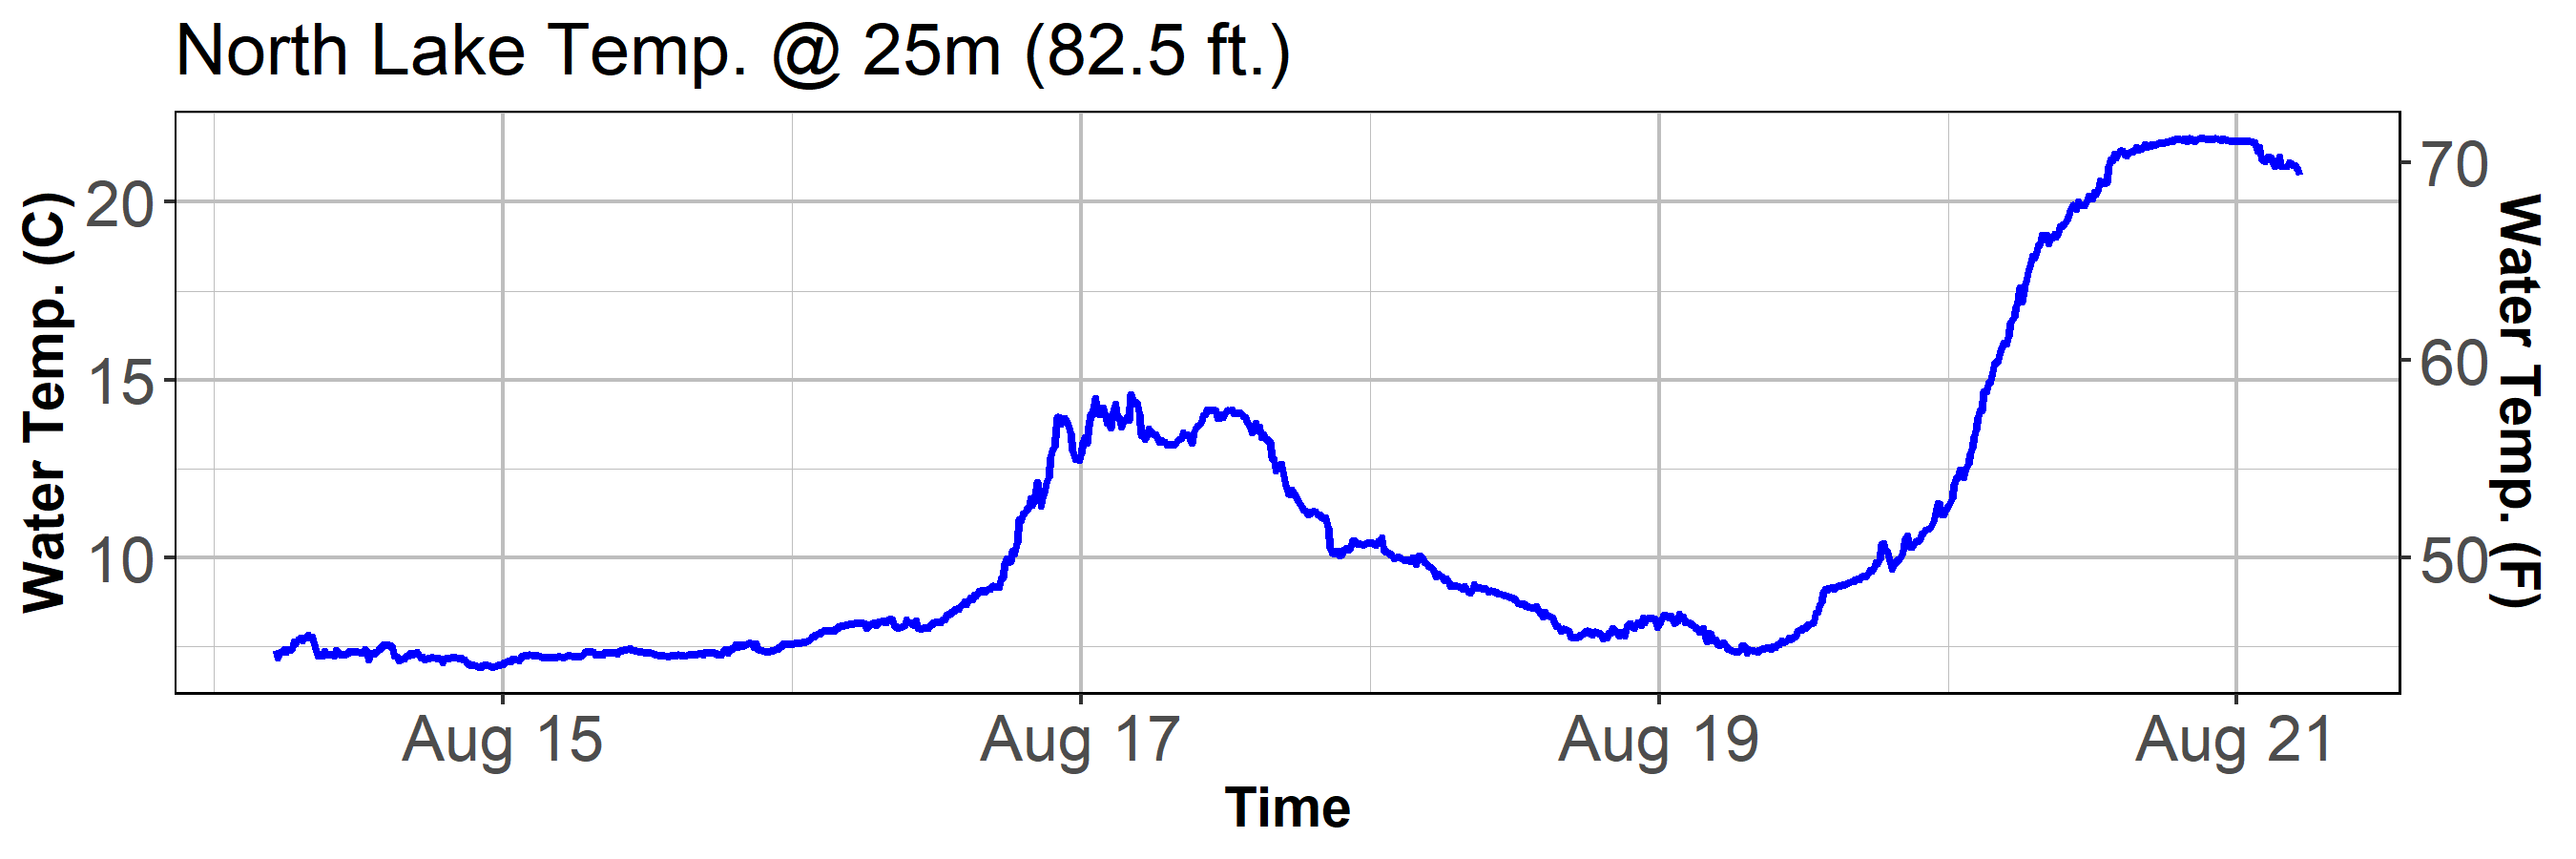 North Lake Temp. @ 25m (82.5 ft.)
Water Temp. (C)
20
15
10
70
60
50
Water Temp. (F)
Aug 15
Aug 17
Aug 19
Aug 21
Time